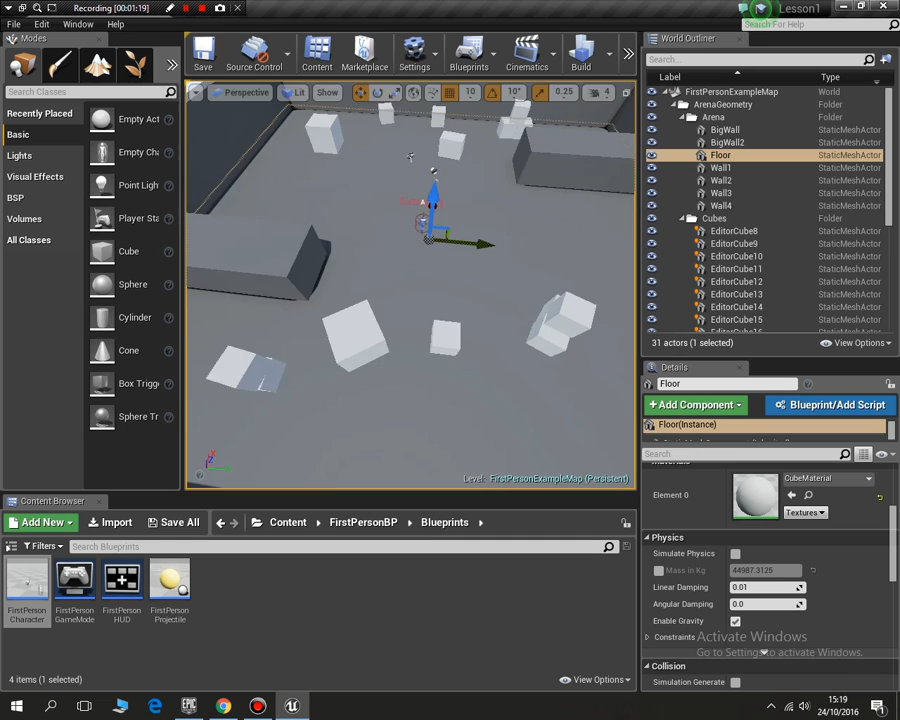 Recording [00:01:19]
Lesson1
File Edit Window Help
Search For Help
Modes
Search Classes
Recently Placed
Basic
Lights
Visual Effects
BSP
Volumes
All Classes
Empty Act
Empty Cha
Point Light
Player Sta
Cube
Sphere
Cylinder
Cone
Box Trigge
Sphere Tr
Save
Source Control
Content
Marketplace
Settings
Blueprints
Cinematics
Build
Perspective
Lit
Show
10
10°
0.25
4
Level: FirstPersonExampleMap (Persistent)
World Outliner
Search...
Label Type
FirstPersonExampleMap World
ArenaGeometry Folder
Arena Folder
BigWall StaticMeshActor
BigWall2 StaticMeshActor
Floor StaticMeshActor
Wall1 StaticMeshActor
Wall2 StaticMeshActor
Wall3 StaticMeshActor
Wall4 StaticMeshActor
Cubes Folder
EditorCube8 StaticMeshActor
EditorCube9 StaticMeshActor
EditorCube10 StaticMeshActor
EditorCube11 StaticMeshActor
EditorCube12 StaticMeshActor
EditorCube13 StaticMeshActor
EditorCube14 StaticMeshActor
EditorCube15 StaticMeshActor
31 actors (1 selected)
View Options
Details
Floor
+Add Component
Blueprint/Add Script
Floor(Instance)
Search
Materials
Element 0
CubeMaterial
Textures
Physics
Simulate Physics
Mass in Kg 44987.3125
Linear Damping 0.01
Angular Damping 0.0
Enable Gravity
Constraints
Activate Windows
Go to Settings to activate Windows.
Collision
Simulation Generate
Content Browser
Add New
Import
Save All
Content
FirstPersonBP
Blueprints
Filters
Search Blueprints
FirstPerson
Character
FirstPerson
GameMode
FirstPerson
HUD
FirstPerson
Projectile
4 items (1 selected)
View Options
EPIC
15:19
24/10/2016